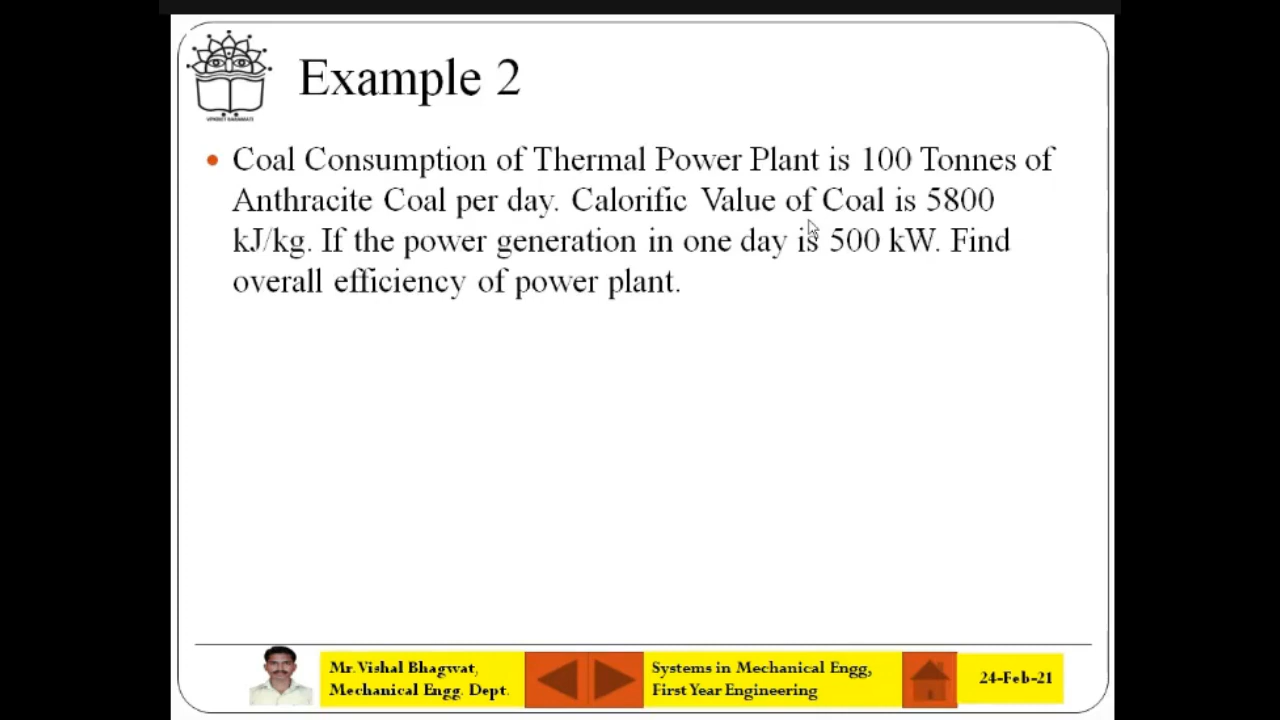 Example 2
Coal Consumption of Thermal Power Plant is 100 Tonnes of
Anthracite Coal per day. Calorific Value of Coal is 5800
kJ/kg. If the power generation in one day is 500 kW. Find
overall efficiency of power plant.
Mr. Vishal Bhagwat,
Mechanical Engg. Dept.
Systems in Mechanical Engg,
First Year Engineering
24-Feb-21